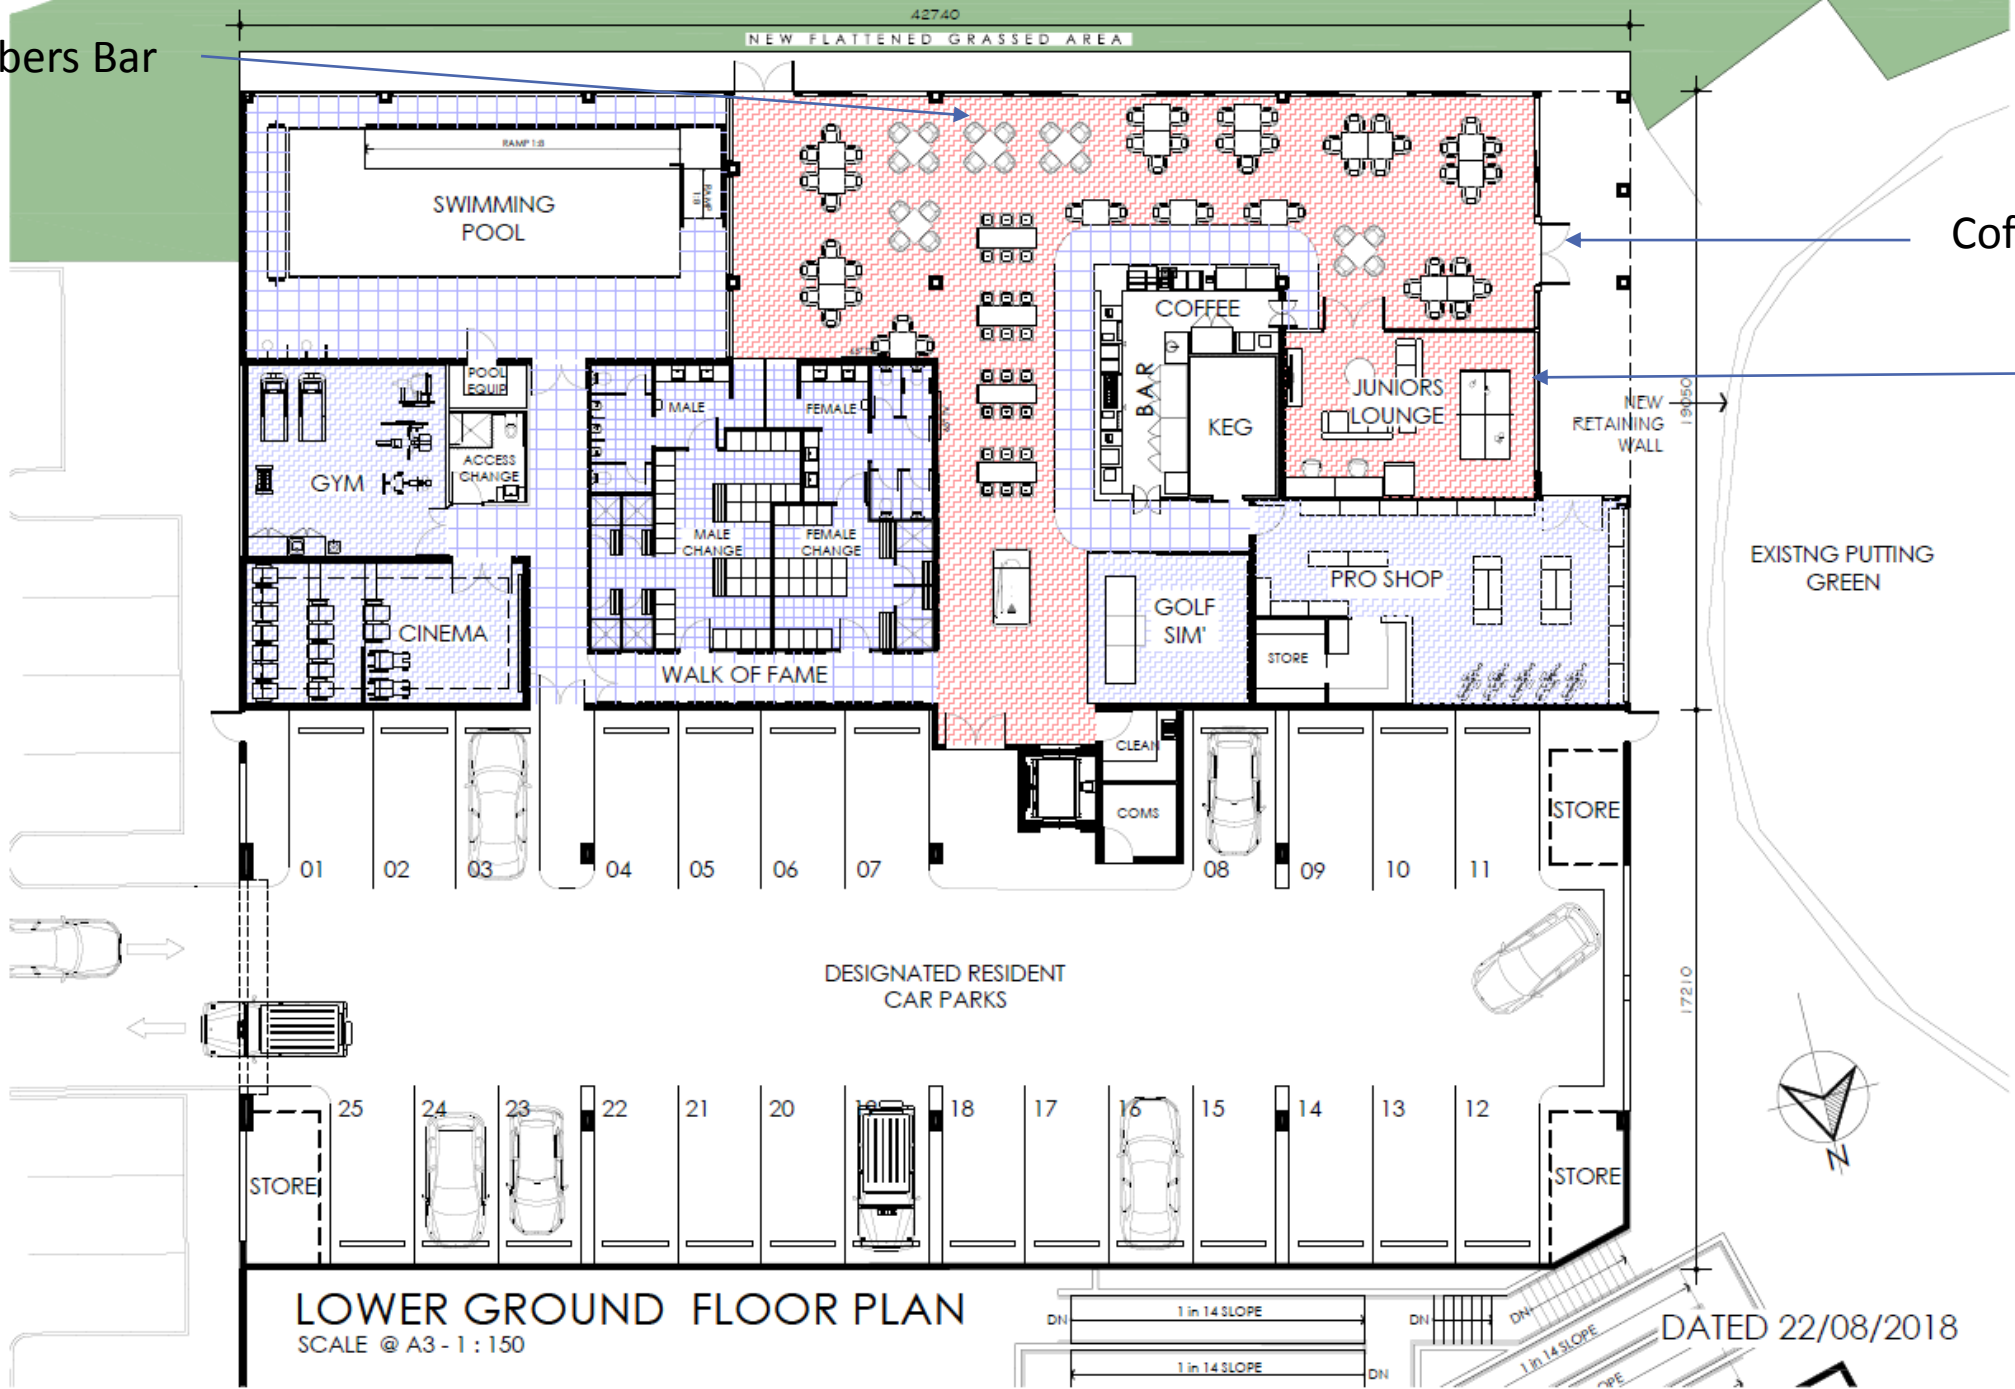 42740
NEW FLATTENED GRASSED AREA
bers Bar
RAMP 1:8
RAMP
1:8
SWIMMING
POOL
Cof
COFFEE
BAR
KEG
JUNIORS
LOUNGE
NEW
RETAINING
WALL
19050
POOL
EQUIP
MALE
FEMALE
ACCESS
CHANGE
GYM
MALE
CHANGE
FEMALE
CHANGE
EXISTNG PUTTING
GREEN
PRO SHOP
GOLF
SIM'
CINEMA
STORE
WALK OF FAME
CLEAN
COMS
STORE
01
02
03
04
05
06
07
08
09
10
11
DESIGNATED RESIDENT
CAR PARKS
17210
25
24
23
22
21
20
19
18
17
16
15
14
13
12
N
STORE
STORE
LOWER GROUND FLOOR PLAN
SCALE @ A3 - 1 : 150
DN
1 in 14 SLOPE
DN
DN
1 in 14 SLOPE
DATED 22/08/2018
1 in 14 SLOPE
DN
OPE